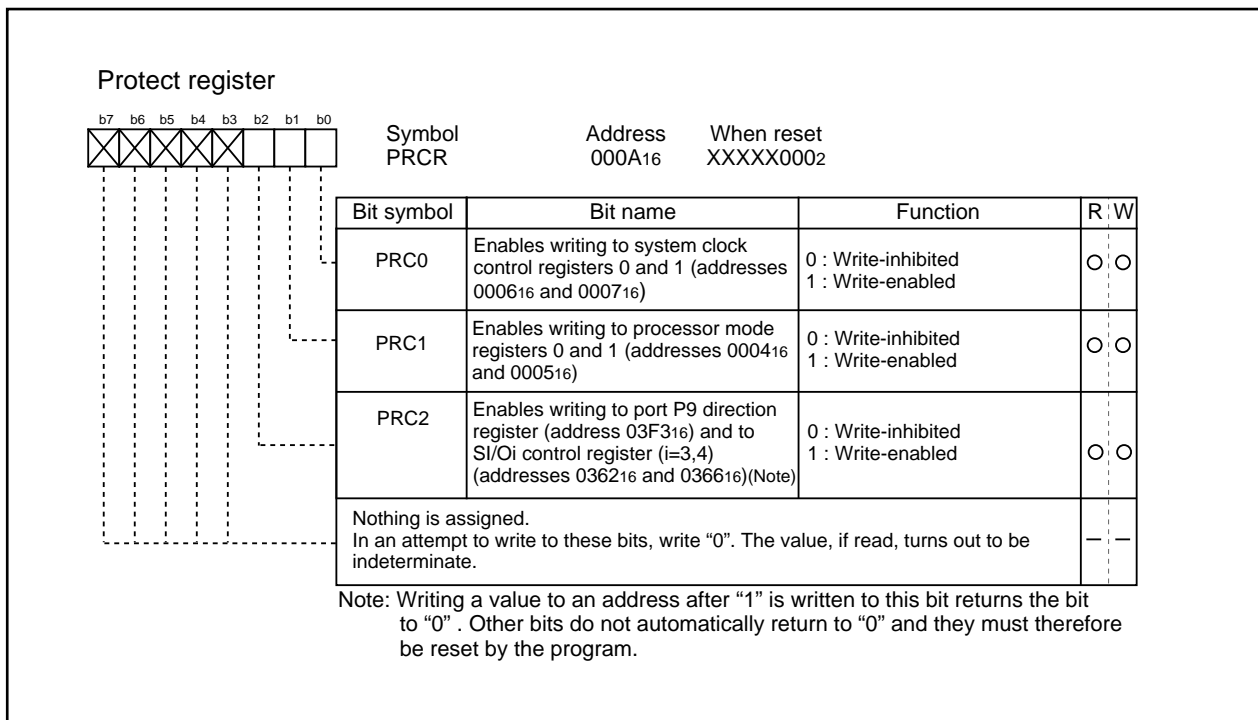 Protect register
b7 b6 b5 b4 b3 b2 b1 b0
Symbol Address When reset
PRCR 000A16 XXXXX0002
Bit symbol Bit name Function R W
PRC0
Enables writing to system clock
control registers 0 and 1 (addresses
000616 and 000716)
0 : Write-inhibited
1 : Write-enabled
PRC1
Enables writing to processor mode
registers 0 and 1 (addresses 000416
and 000516)
0 : Write-inhibited
1 : Write-enabled
PRC2
Enables writing to port P9 direction
register (address 03F316) and to
SI/Oi control register (i=3,4)
(addresses 036216 and 036616)(Note)
0 : Write-inhibited
1 : Write-enabled
Nothing is assigned.
In an attempt to write to these bits, write “0”. The value, if read, turns out to be
indeterminate.
Note: Writing a value to an address after “1” is written to this bit returns the bit
to “0” . Other bits do not automatically return to “0” and they must therefore
be reset by the program.